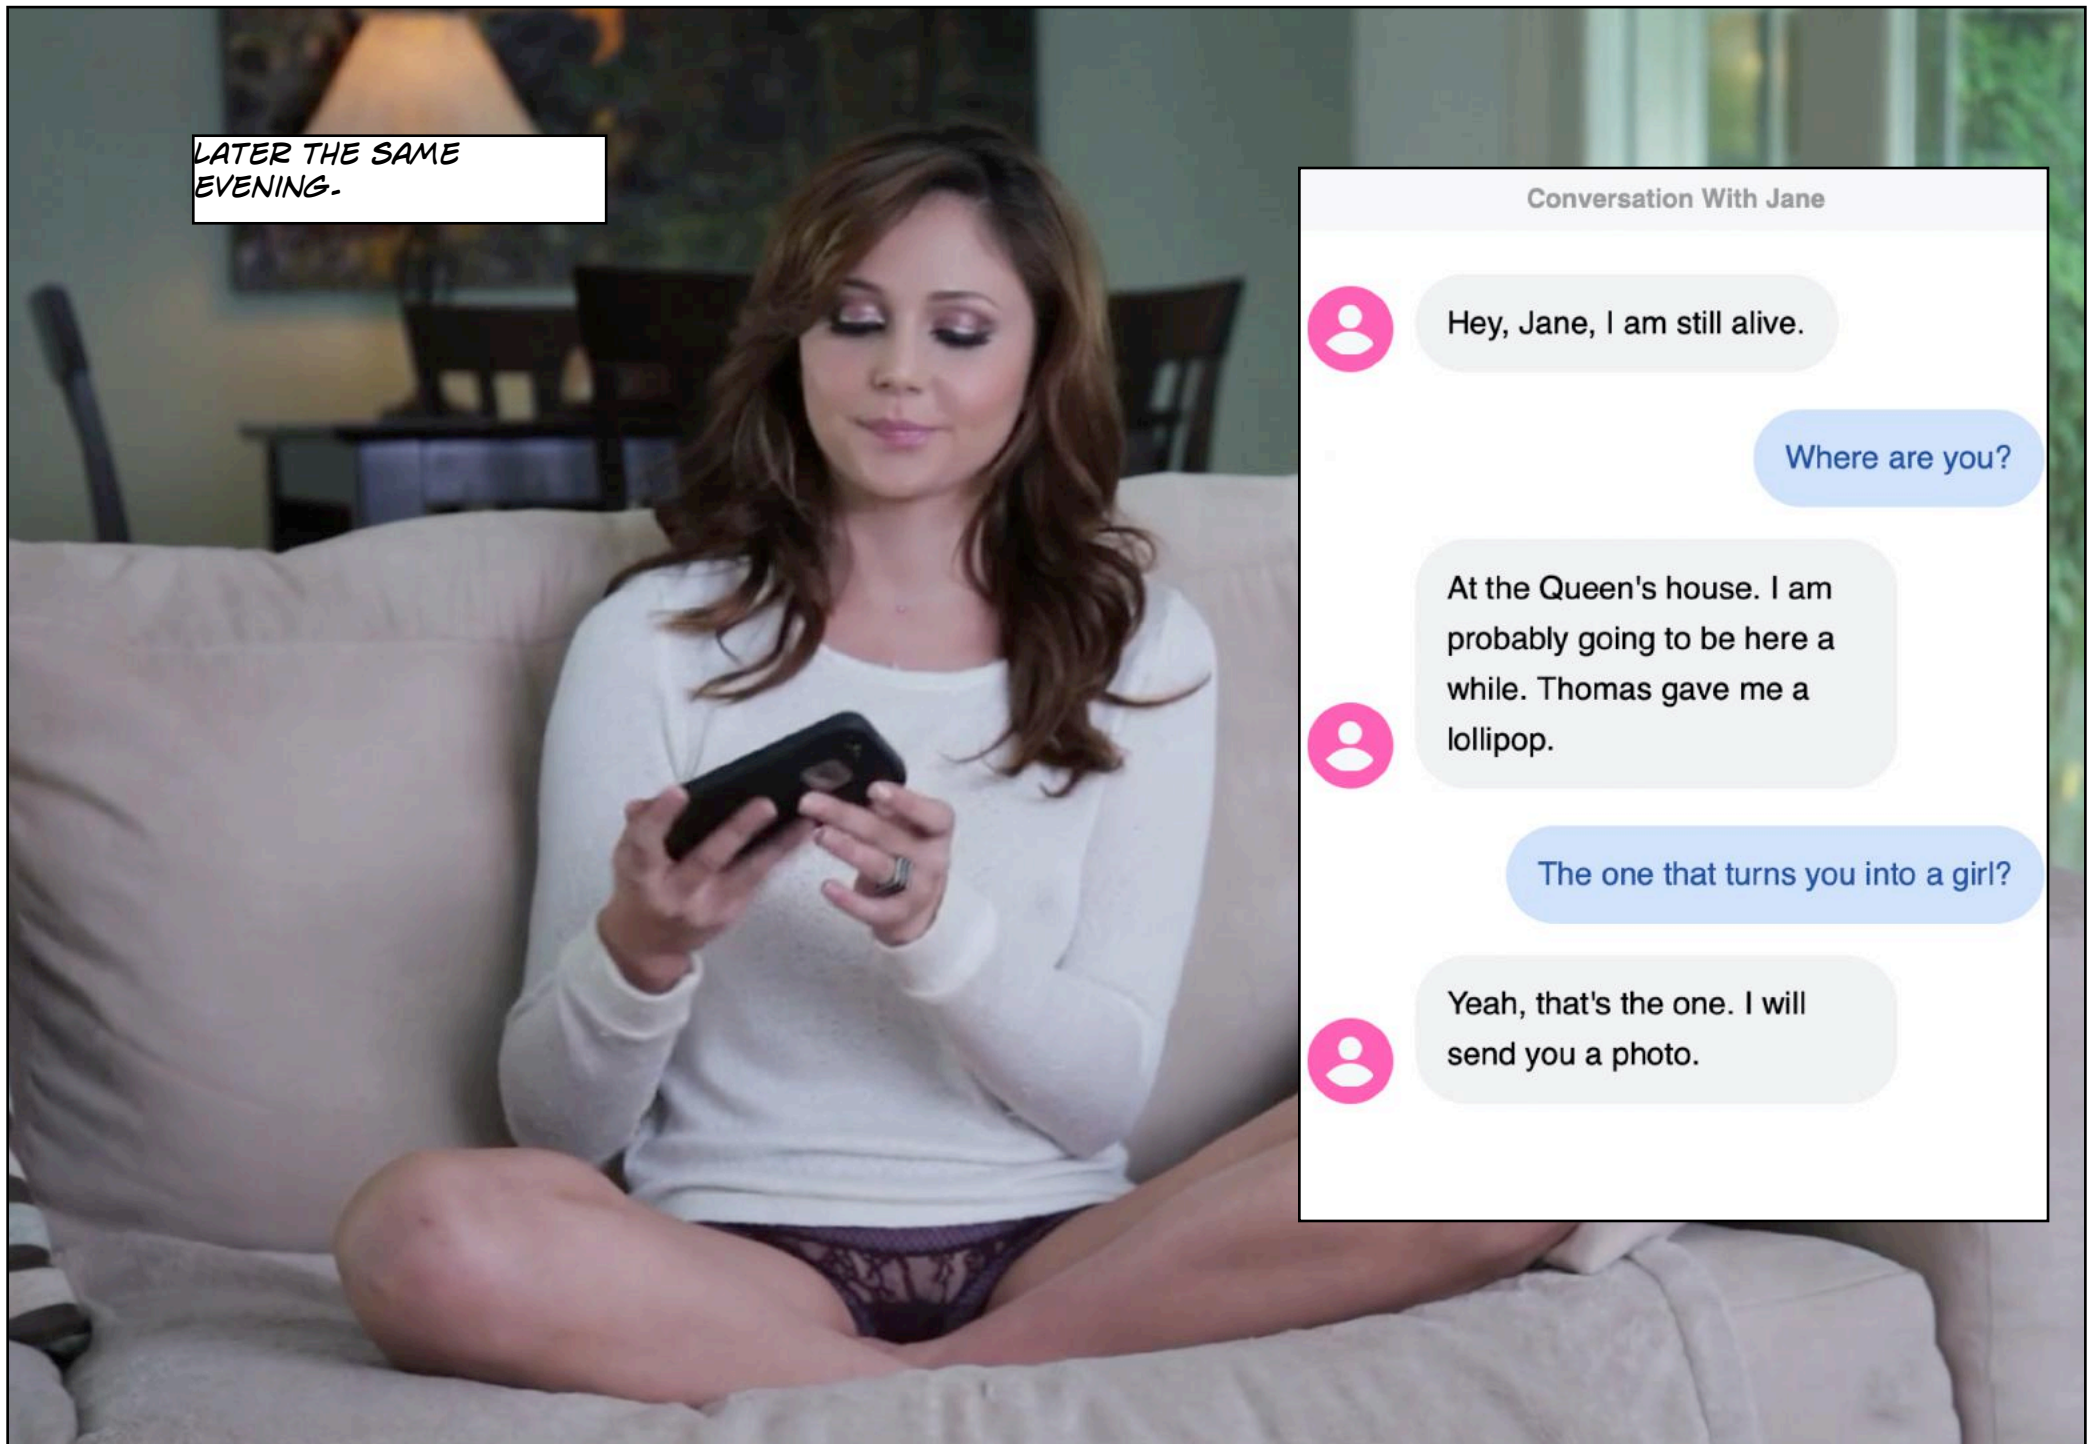 LATER THE SAME
EVENING.
Conversation With Jane
Hey, Jane, I am still alive.
Where are you?
At the Queen's house. I am
probably going to be here a
while. Thomas gave me a
lollipop.
The one that turns you into a girl?
Yeah, that's the one. I will
send you a photo.